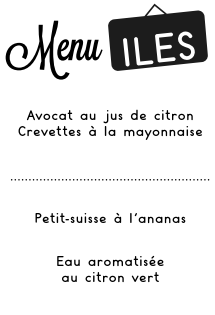 Menu ILES
Avocat au jus de citron
Crevettes à la mayonnaise
Petit-suisse à l'ananas
Eau aromatisée
au citron vert